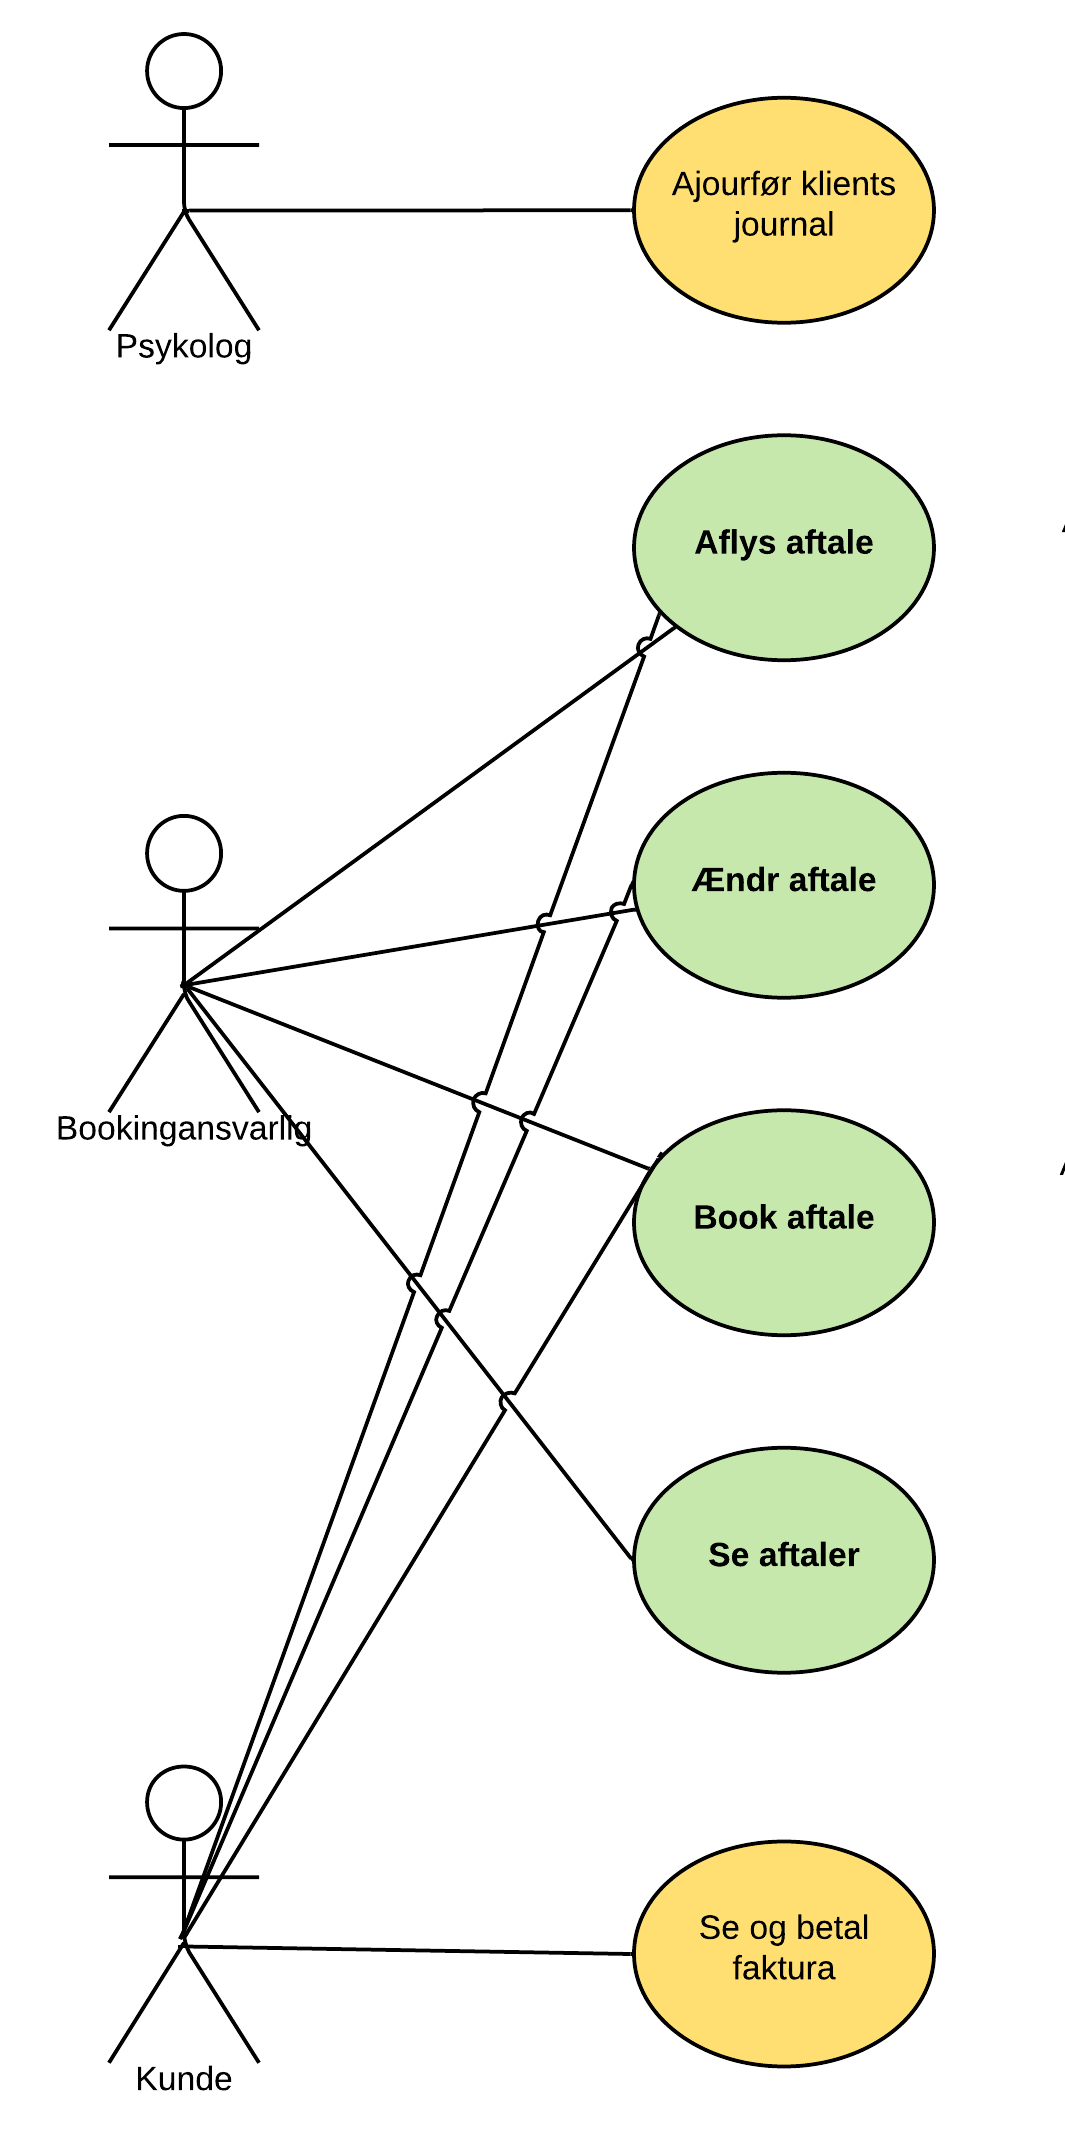 Ajourfør klients
journal
Psykolog
Aflys aftale
Ændr aftale
Bookingansvarlig
Book aftale
Se aftaler
Se og betal
faktura
Kunde